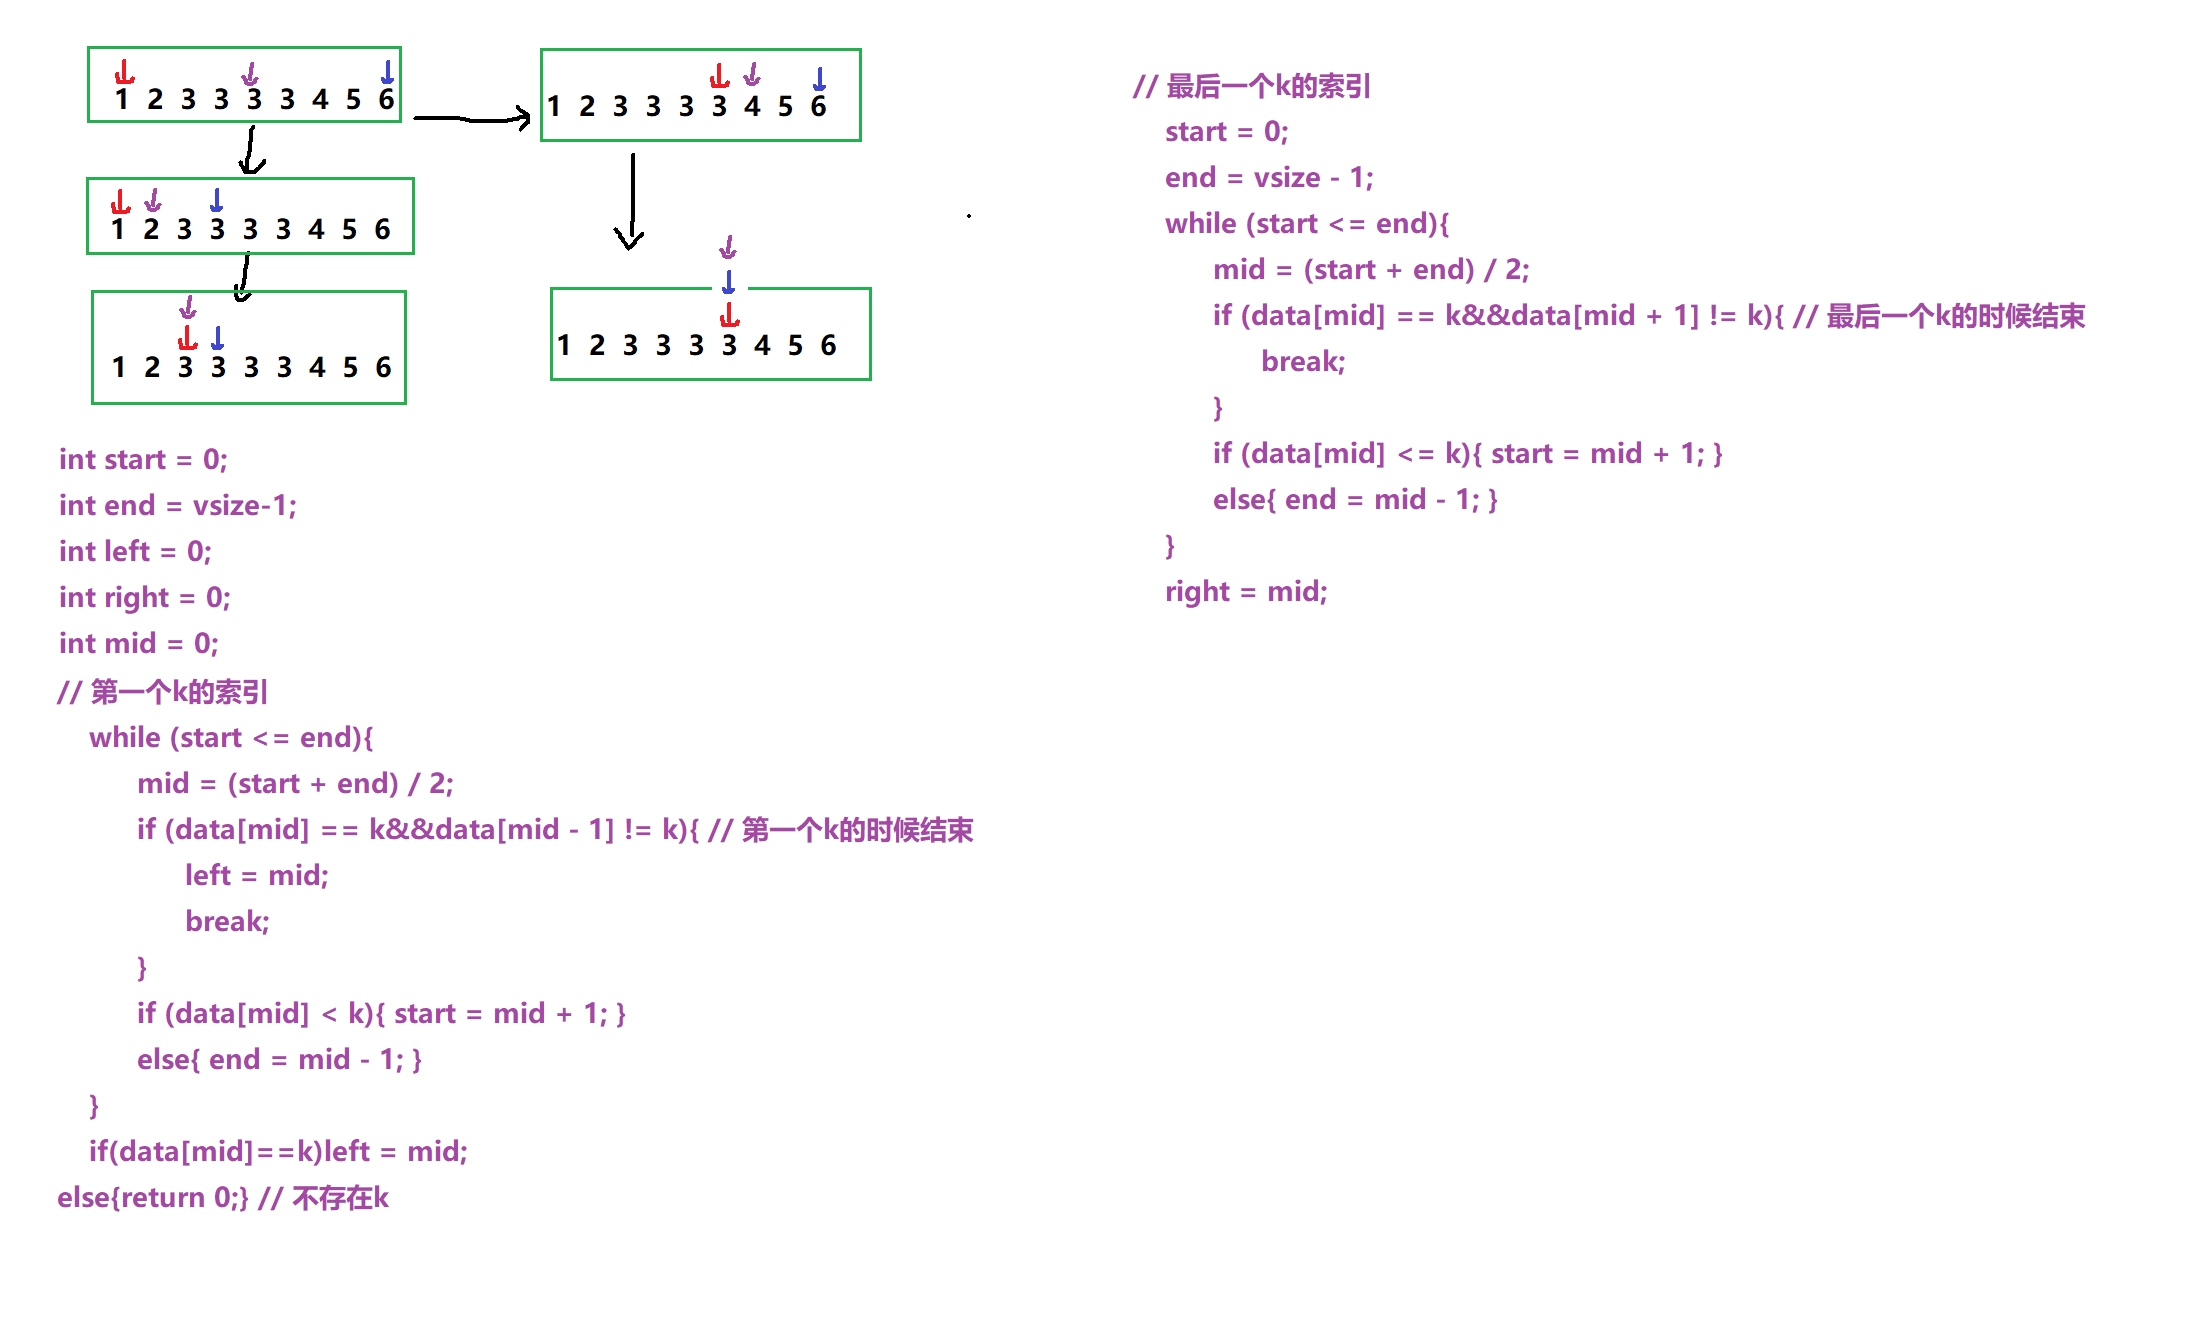 1 2 3 3 3 3 4 5 6
1 2 3 3 3 3 4 5 6
1 2 3 3 3 3 4 5 6
1 2 3 3 3 3 4 5 6
1 2 3 3 3 3 4 5 6
int start = 0;
int end = vsize-1;
int left = 0;
int right = 0;
int mid = 0;
// 第一个k的索引
while (start <= end){
mid = (start + end) / 2;
if (data[mid] == k&&data[mid - 1] != k){ // 第一个k的时候结束
left = mid;
break;
}
if (data[mid] < k){ start = mid + 1; }
else{ end = mid - 1; }
}
if(data[mid]==k)left = mid;
else{return 0;} // 不存在k
// 最后一个k的索引
start = 0;
end = vsize - 1;
while (start <= end){
mid = (start + end) / 2;
if (data[mid] == k&&data[mid + 1] != k){ // 最后一个k的时候结束
break;
}
if (data[mid] <= k){ start = mid + 1; }
else{ end = mid - 1; }
}
right = mid;